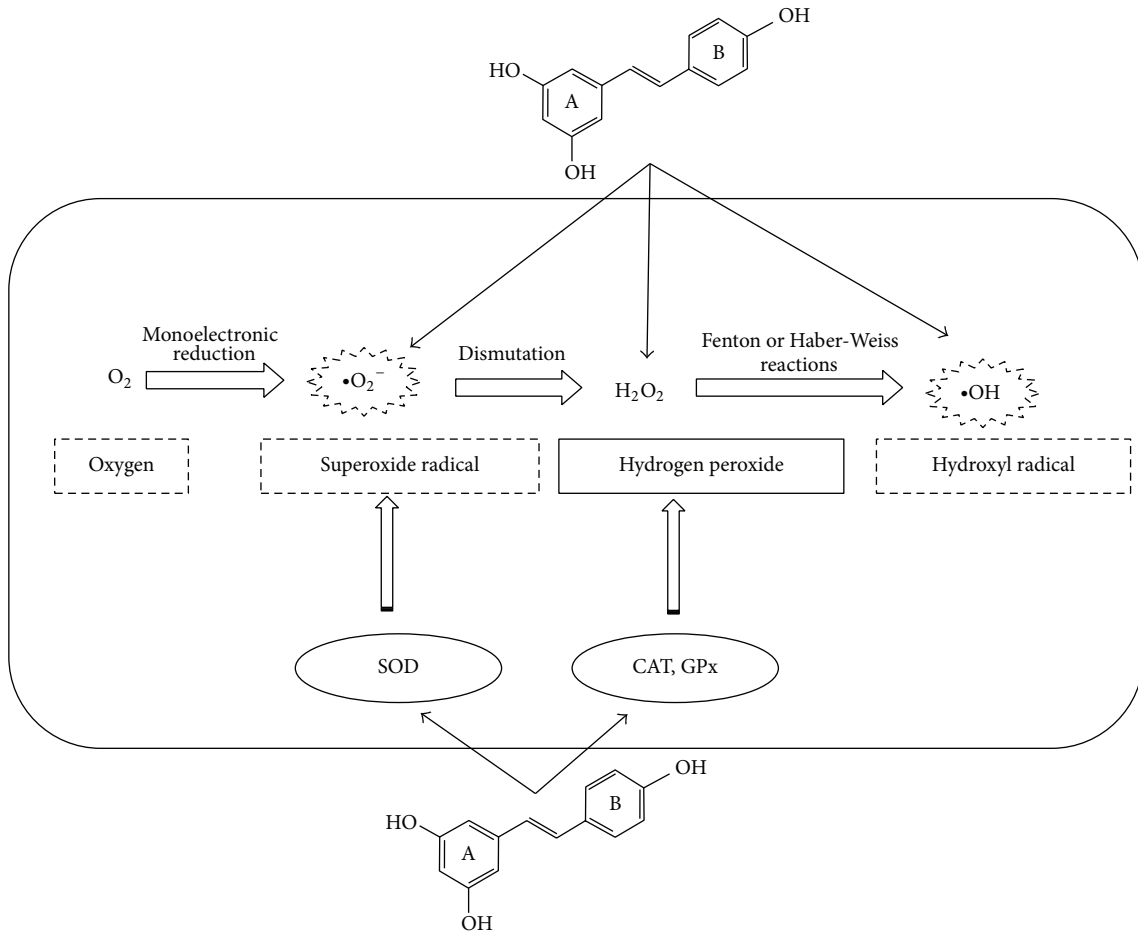 OH
B
HO
A
OH
Monoelectronic
reduction
Dismutation
Fenton or Haber-Weiss
reactions
O₂
•O₂⁻
H₂O₂
•OH
Oxygen
Superoxide radical
Hydrogen peroxide
Hydroxyl radical
SOD
CAT, GPx
OH
B
HO
A
OH